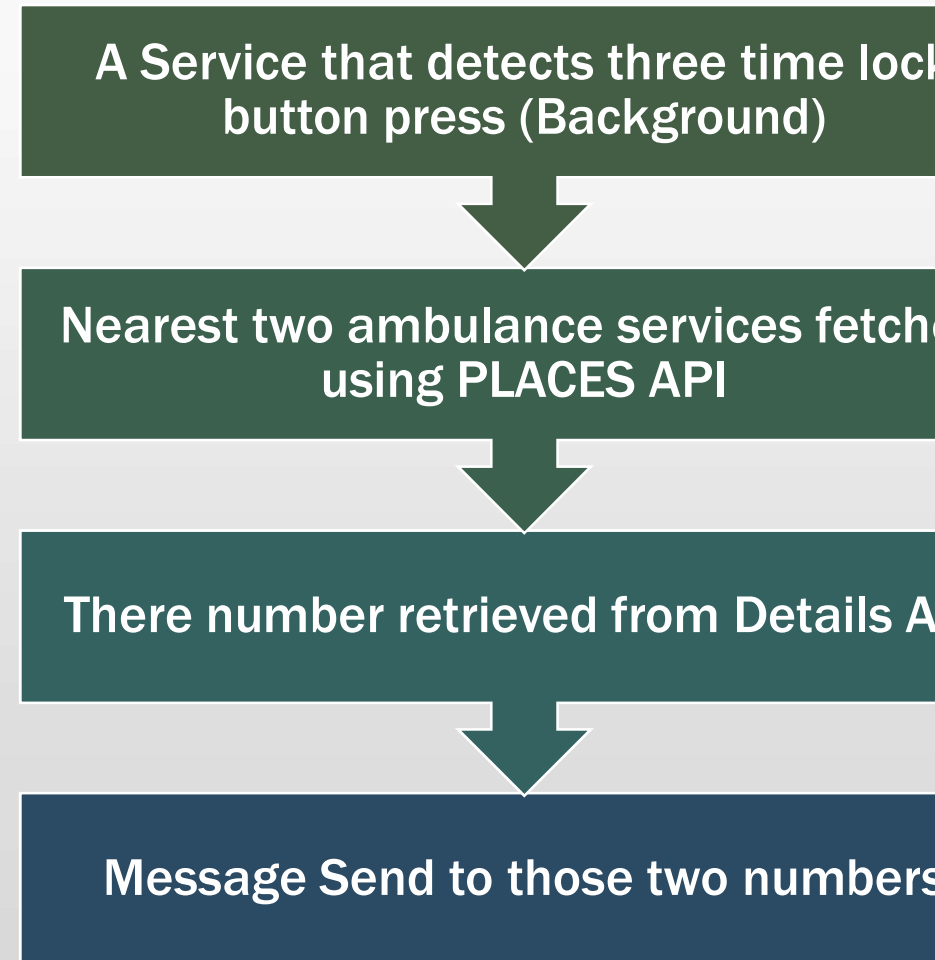 A Service that detects three time lock
button press (Background)
Nearest two ambulance services fetche
using PLACES API
There number retrieved from Details A
Message Send to those two numbers